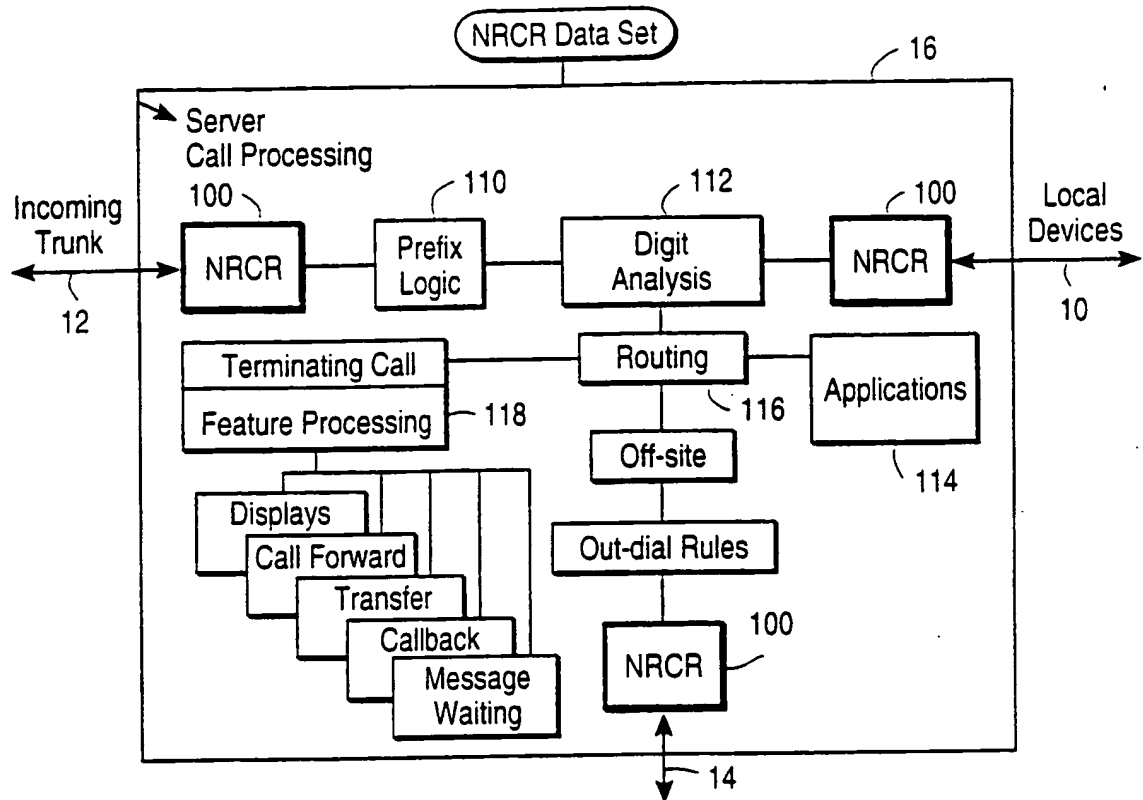 NRCR Data Set
16
Server
Call Processing
100
110
112
100
Incoming
Trunk
Local
Devices
NRCR
Prefix
Logic
Digit
Analysis
NRCR
12
10
Terminating Call
Routing
Applications
Feature Processing
118
116
Off-site
114
Displays
Call Forward
Out-dial Rules
Transfer
Callback
100
NRCR
Message
Waiting
14